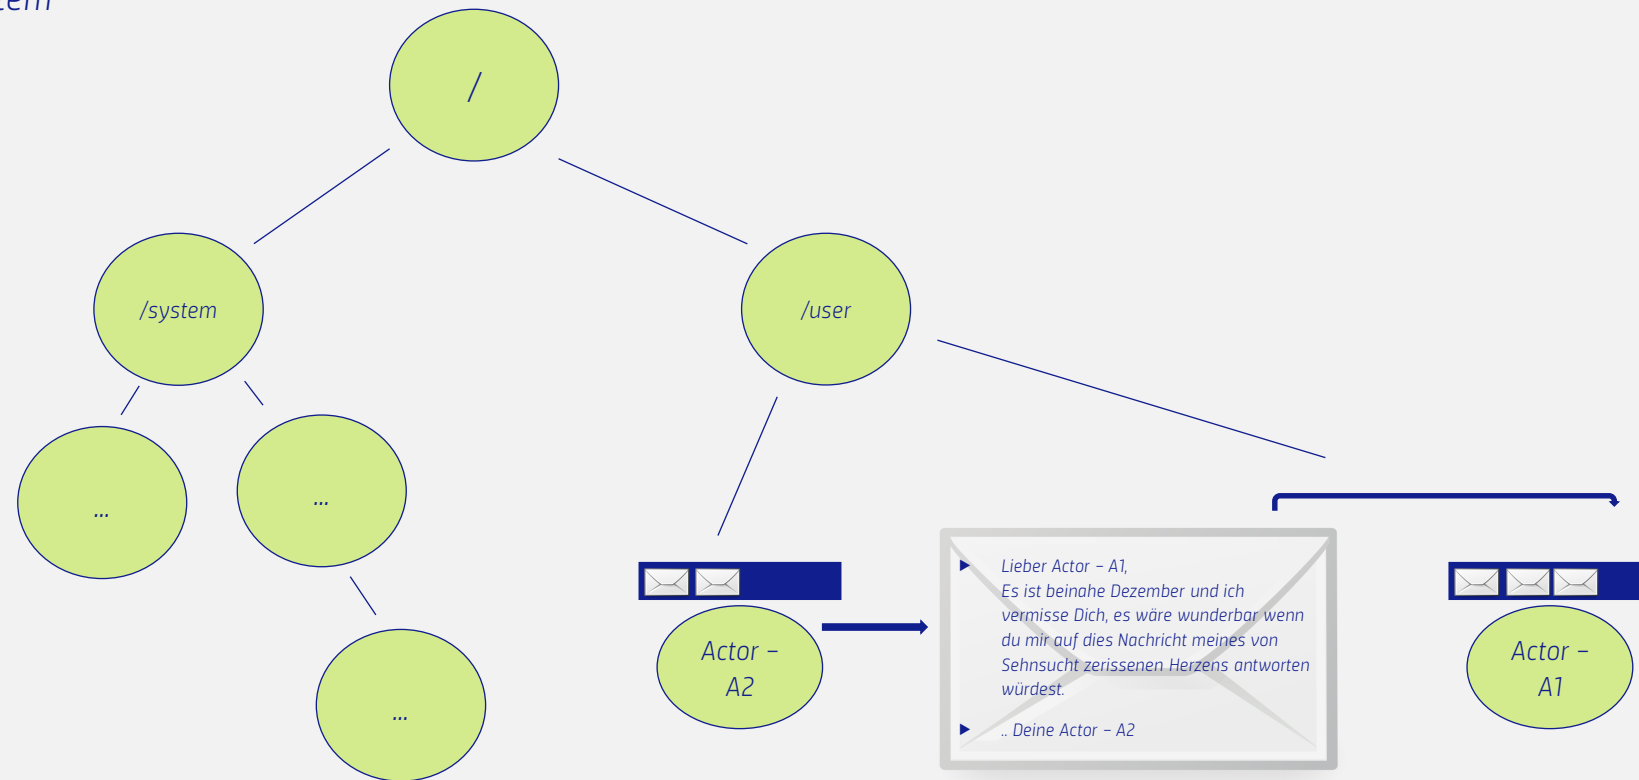 /
/system
/user
...
...
...
Actor –
A2
Lieber Actor – A1,
Es ist beinahe Dezember und ich
vermisse Dich, es wäre wunderbar wenn
du mir auf dies Nachricht meines von
Sehnsucht zerissenen Herzens antworten
würdest.
.. Deine Actor – A2
Actor –
A1